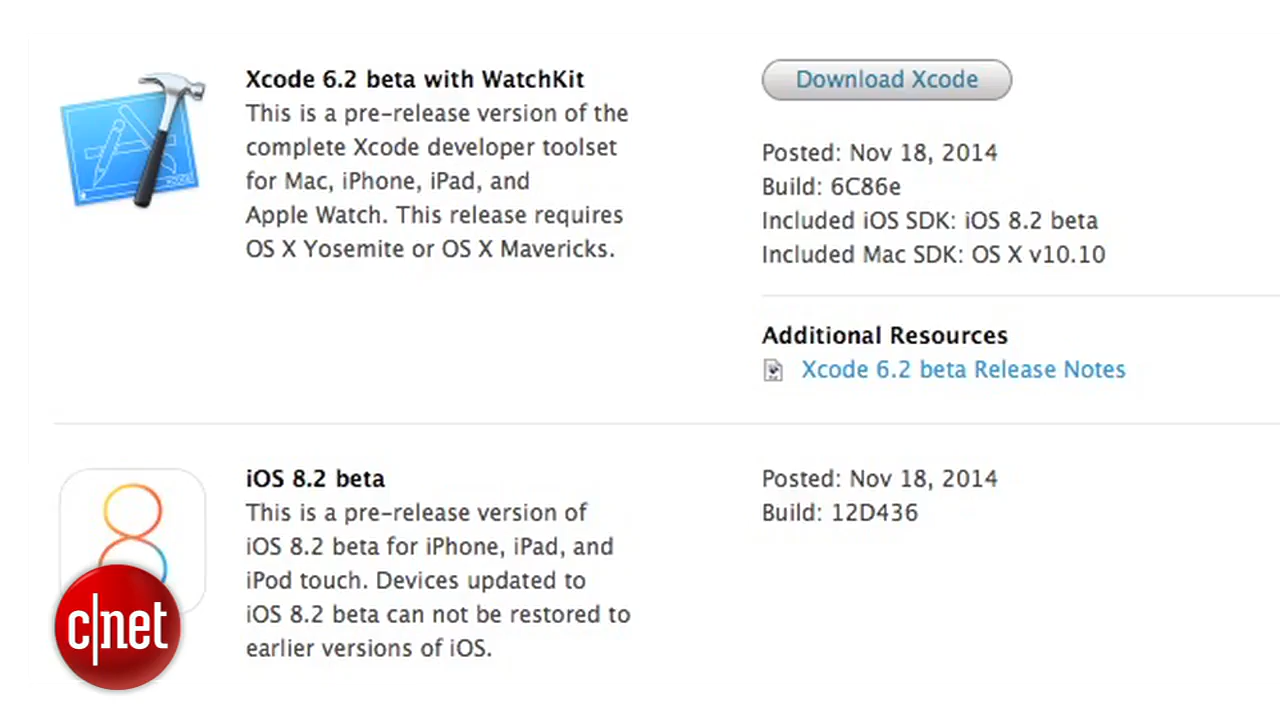 Xcode 6.2 beta with WatchKit
This is a pre-release version of the
complete Xcode developer toolset
for Mac, iPhone, iPad, and
Apple Watch. This release requires
OS X Yosemite or OS X Mavericks.
Download Xcode
Posted: Nov 18, 2014
Build: 6C86e
Included iOS SDK: iOS 8.2 beta
Included Mac SDK: OS X v10.10
Additional Resources
Xcode 6.2 beta Release Notes
8
iOS 8.2 beta
This is a pre-release version of
iOS 8.2 beta for iPhone, iPad, and
iPod touch. Devices updated to
iOS 8.2 beta can not be restored to
earlier versions of iOS.
Posted: Nov 18, 2014
Build: 12D436
c|net